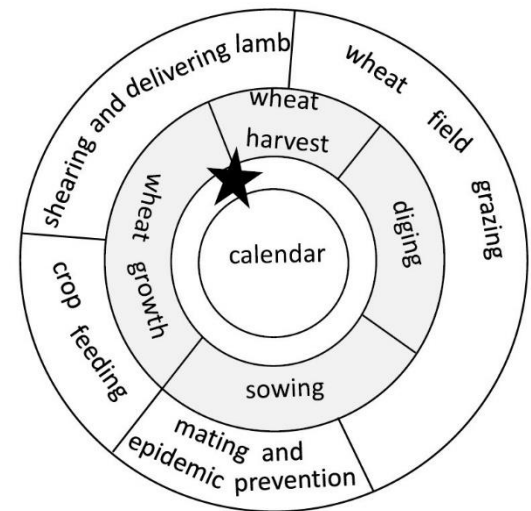 shearing and delivering lamb
wheat field grazing
wheat
harvest
diging
wheat growth
calendar
crop feeding
sowing
mating and
epidemic prevention